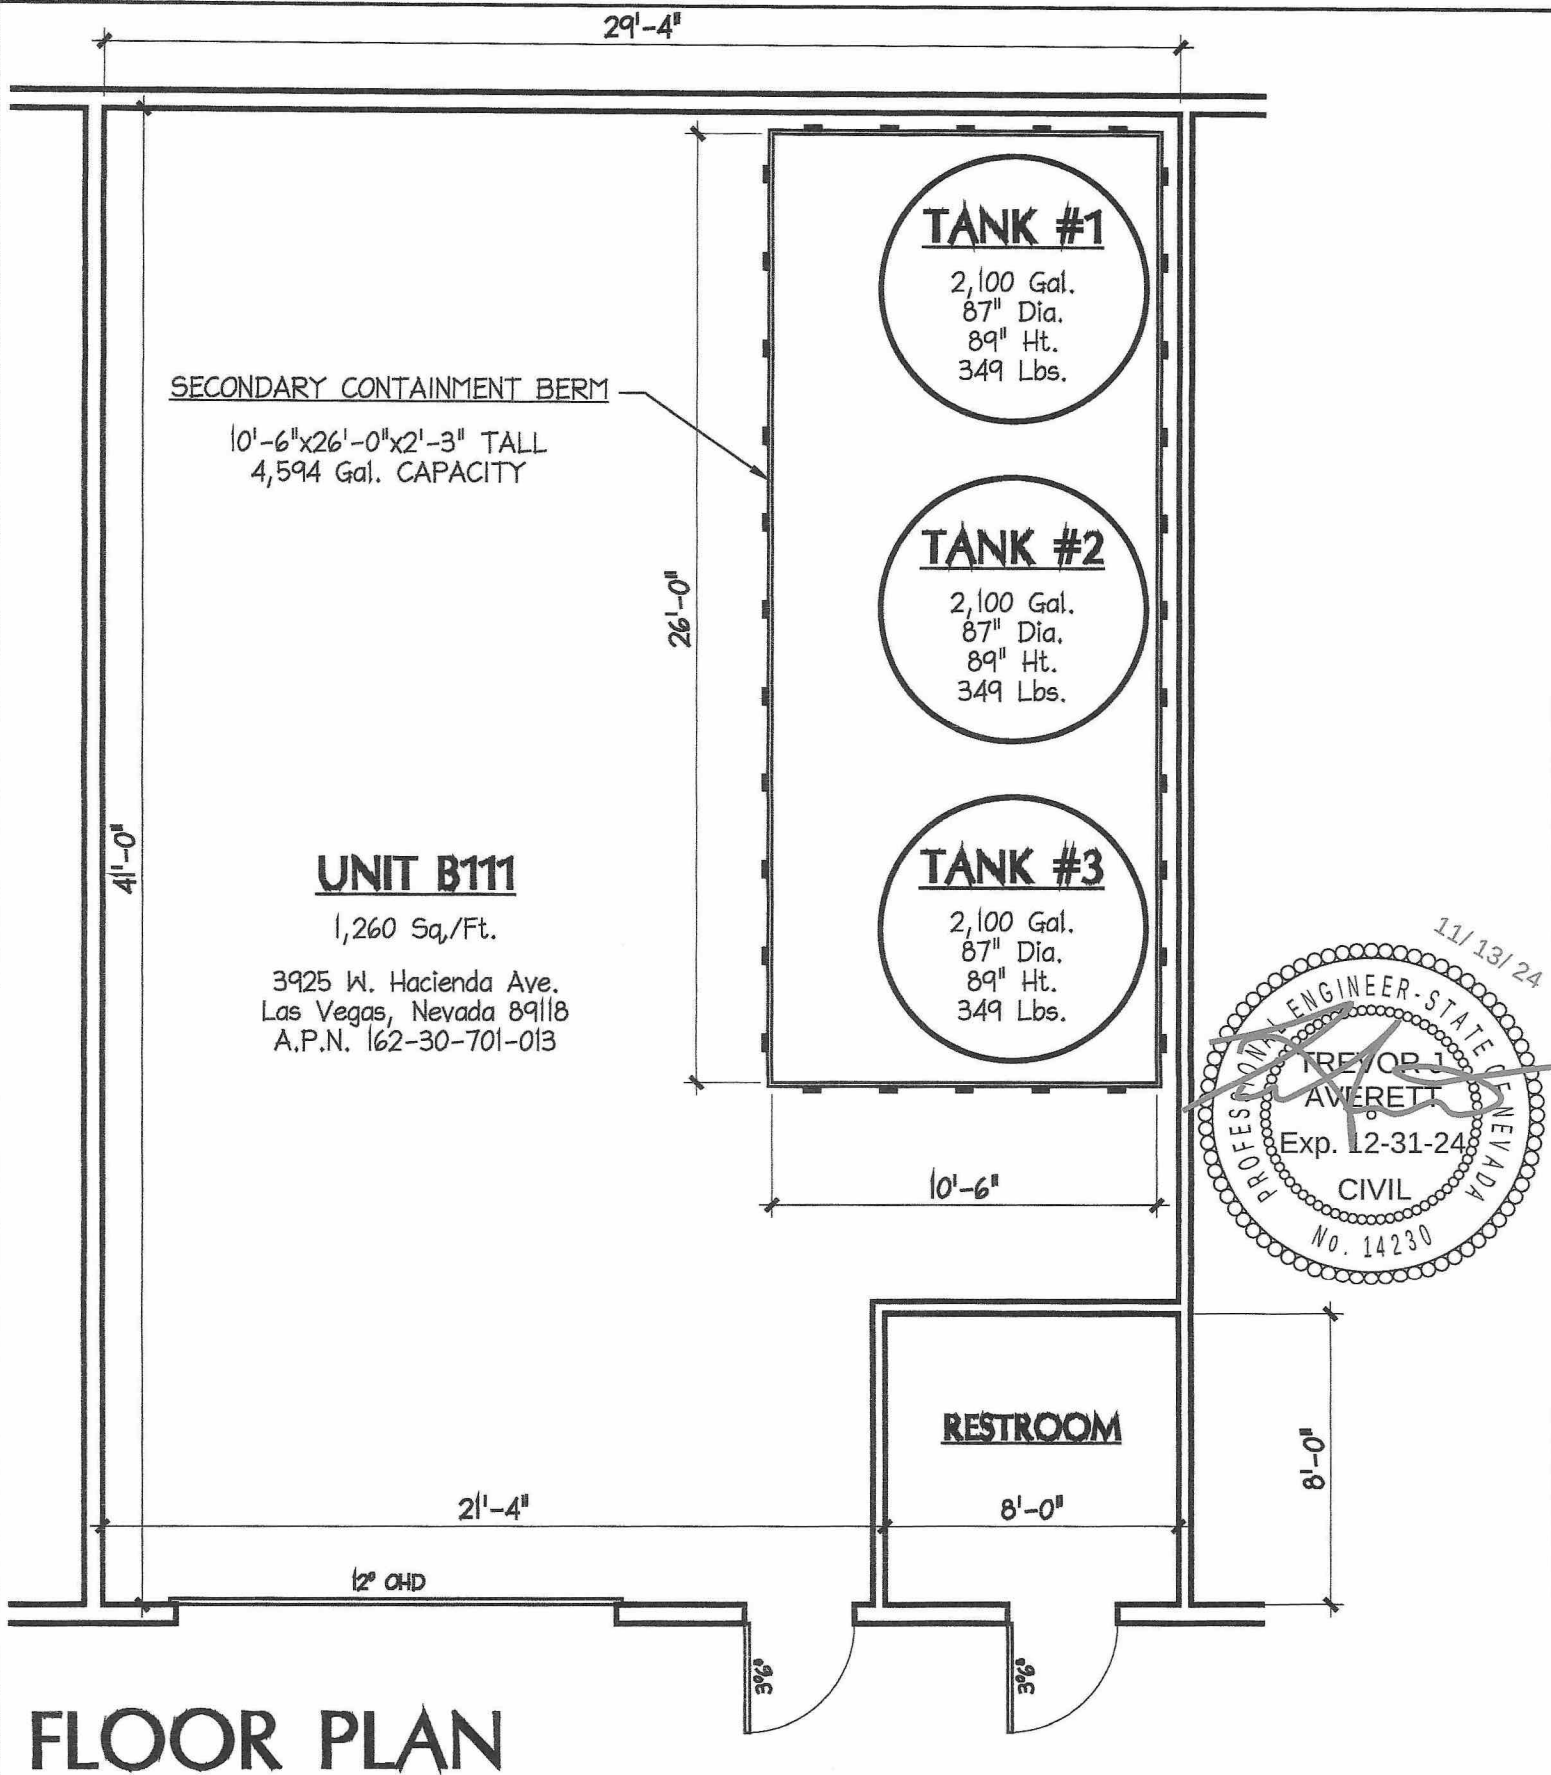 29'-4"
TANK #1
2,100 Gal.
87" Dia.
89" Ht.
349 Lbs.
SECONDARY CONTAINMENT BERM
10'-6"x26'-0"x2'-3" TALL
4,594 Gal. CAPACITY
26'-0"
TANK #2
2,100 Gal.
87" Dia.
89" Ht.
349 Lbs.
41'-0"
UNIT B111
1,260 Sq./Ft.
3925 W. Hacienda Ave.
Las Vegas, Nevada 89118
A.P.N. 162-30-701-013
TANK #3
2,100 Gal.
87" Dia.
89" Ht.
349 Lbs.
11/13/24
PROFESSIONAL ENGINEER-STATE OF NEVADA
TREVOR J.
AVERETT
Exp. 12-31-24
CIVIL
No. 14230
10'-6"
RESTROOM
8'-0"
21'-4"
8'-0"
12⁰ OHD
3⁰6⁸
3⁰6⁸
FLOOR PLAN